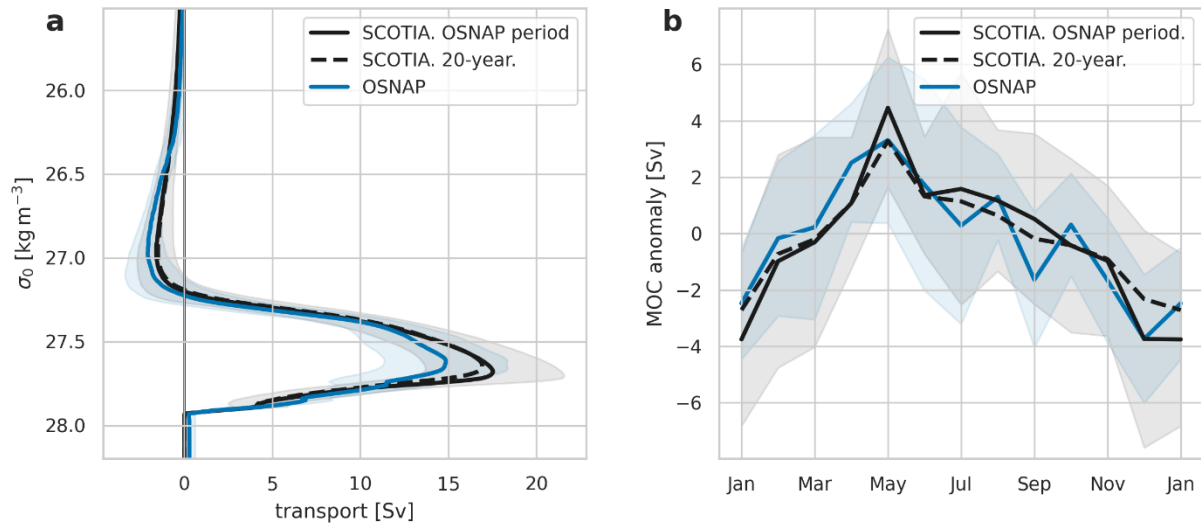 a
SCOTIA. OSNAP period
SCOTIA. 20-year.
OSNAP
26.0
26.5
27.0
27.5
28.0
σ₀ [kg m⁻³]
0 5 10 15 20
transport [Sv]
b
SCOTIA. OSNAP period.
SCOTIA. 20-year.
OSNAP
6
4
2
0
−2
−4
−6
MOC anomaly [Sv]
Jan Mar May Jul Sep Nov Jan